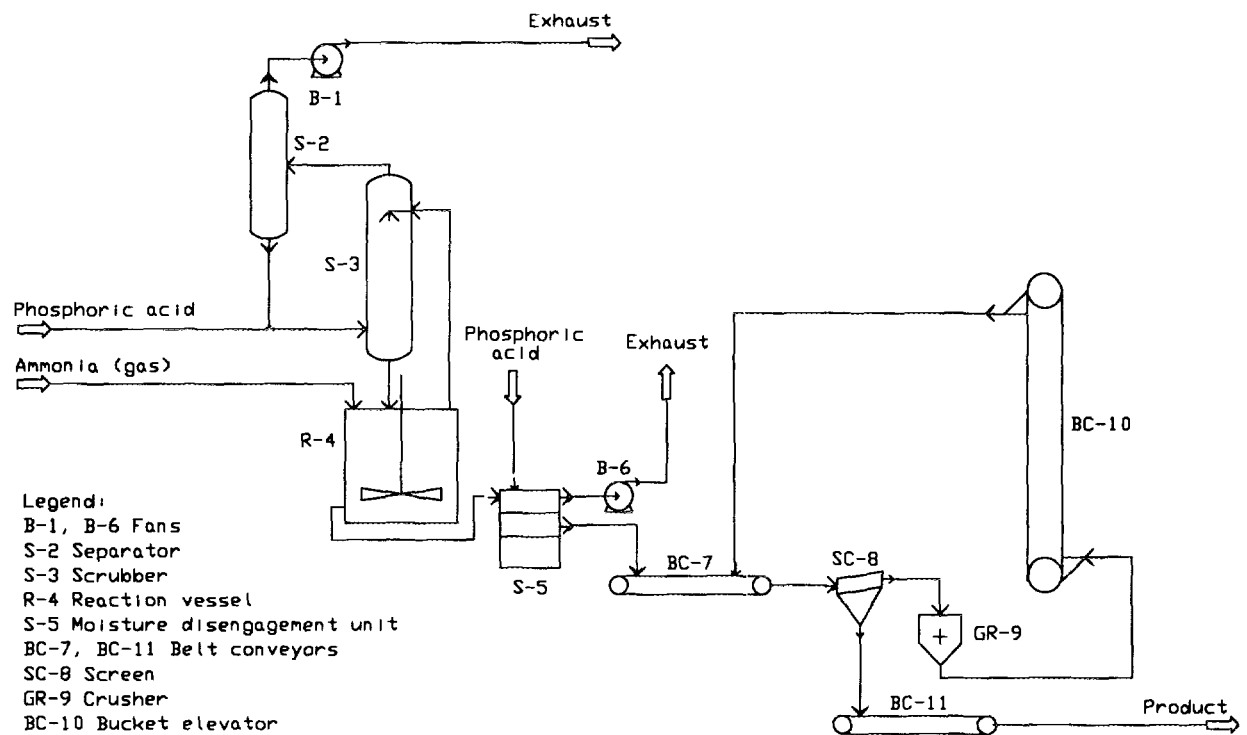 Exhaust
B-1
S-2
S-3
Phosphoric acid
Phosphoric
acid
Exhaust
Ammonia (gas)
R-4
BC-10
B-6
Legend:
B-1, B-6 Fans
S-2 Separator
S-3 Scrubber
R-4 Reaction vessel
S-5 Moisture disengagement unit
BC-7, BC-11 Belt conveyors
SC-8 Screen
GR-9 Crusher
BC-10 Bucket elevator
S-5
BC-7
SC-8
GR-9
BC-11
Product